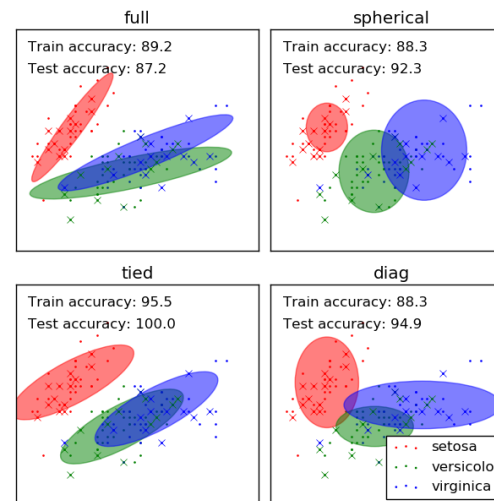 full
Train accuracy: 89.2
Test accuracy: 87.2
spherical
Train accuracy: 88.3
Test accuracy: 92.3
tied
Train accuracy: 95.5
Test accuracy: 100.0
diag
Train accuracy: 88.3
Test accuracy: 94.9
setosa
versicolo
virginica